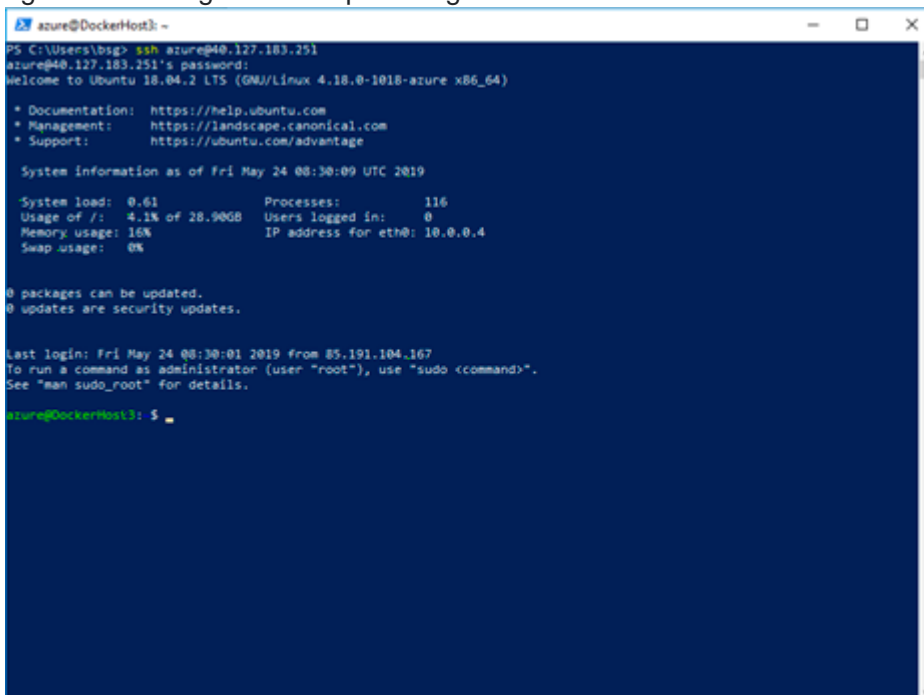 azure@DockerHost3: ~
PS C:\Users\bsg> ssh azure@40.127.183.251
azure@40.127.183.251's password:
Welcome to Ubuntu 18.04.2 LTS (GNU/Linux 4.18.0-1018-azure x86_64)
* Documentation: https://help.ubuntu.com
* Management: https://landscape.canonical.com
* Support: https://ubuntu.com/advantage
System information as of Fri May 24 08:30:09 UTC 2019
System load: 0.61 Processes: 116
Usage of /: 4.1% of 28.90GB Users logged in: 0
Memory usage: 16% IP address for eth0: 10.0.0.4
Swap usage: 0%
0 packages can be updated.
0 updates are security updates.
Last login: Fri May 24 08:30:01 2019 from 85.191.104.167
To run a command as administrator (user "root"), use "sudo <command>".
See "man sudo_root" for details.
azure@DockerHost3: $ _